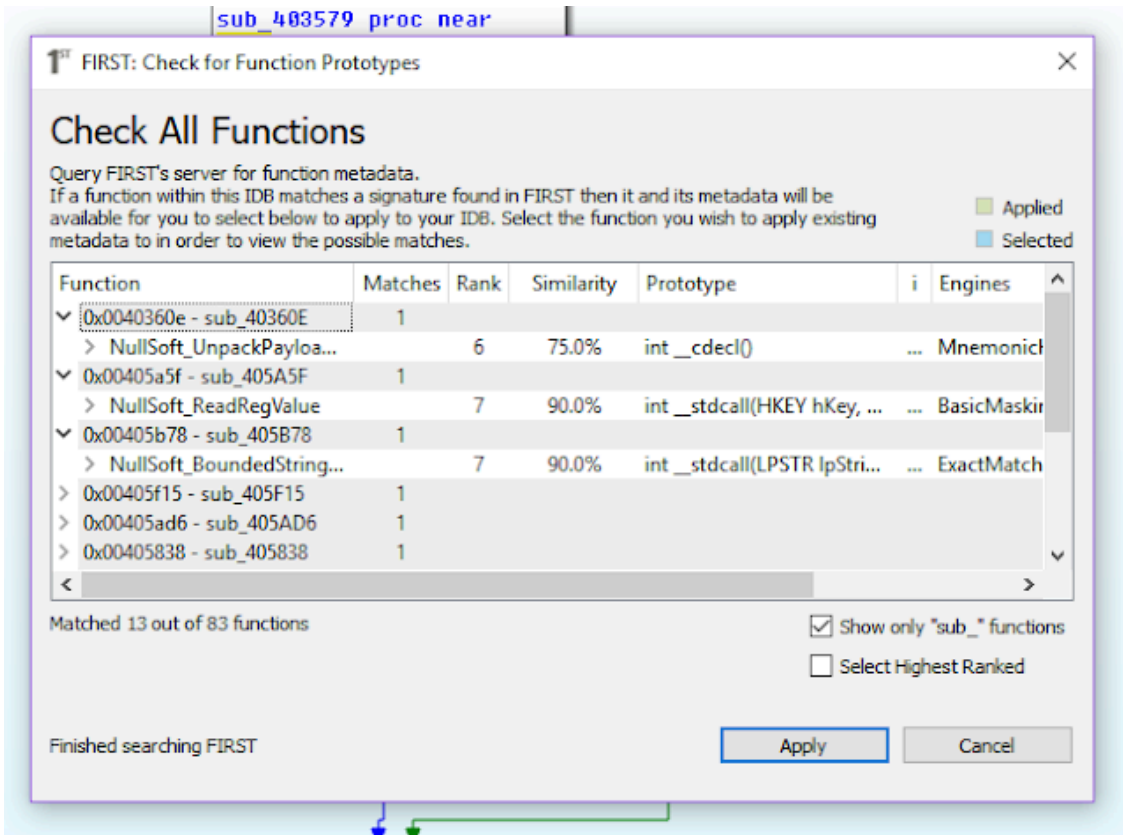 sub_403579 proc near
1ST FIRST: Check for Function Prototypes
Check All Functions
Query FIRST's server for function metadata.
If a function within this IDB matches a signature found in FIRST then it and its metadata will be
available for you to select below to apply to your IDB. Select the function you wish to apply existing
metadata to in order to view the possible matches.
Applied
Selected
Function Matches Rank Similarity Prototype i Engines
0x0040360e - sub_40360E 1
NullSoft_UnpackPayloa... 6 75.0% int __cdecl() ... Mnemonic
0x00405a5f - sub_405A5F 1
NullSoft_ReadRegValue 7 90.0% int __stdcall(HKEY hKey, ... ... BasicMaskin
0x00405b78 - sub_405B78 1
NullSoft_BoundedString... 7 90.0% int __stdcall(LPSTR lpStri... ... ExactMatch
0x00405f15 - sub_405F15 1
0x00405ad6 - sub_405AD6 1
0x00405838 - sub_405838 1
Matched 13 out of 83 functions
Show only "sub_" functions
Select Highest Ranked
Finished searching FIRST
Apply
Cancel